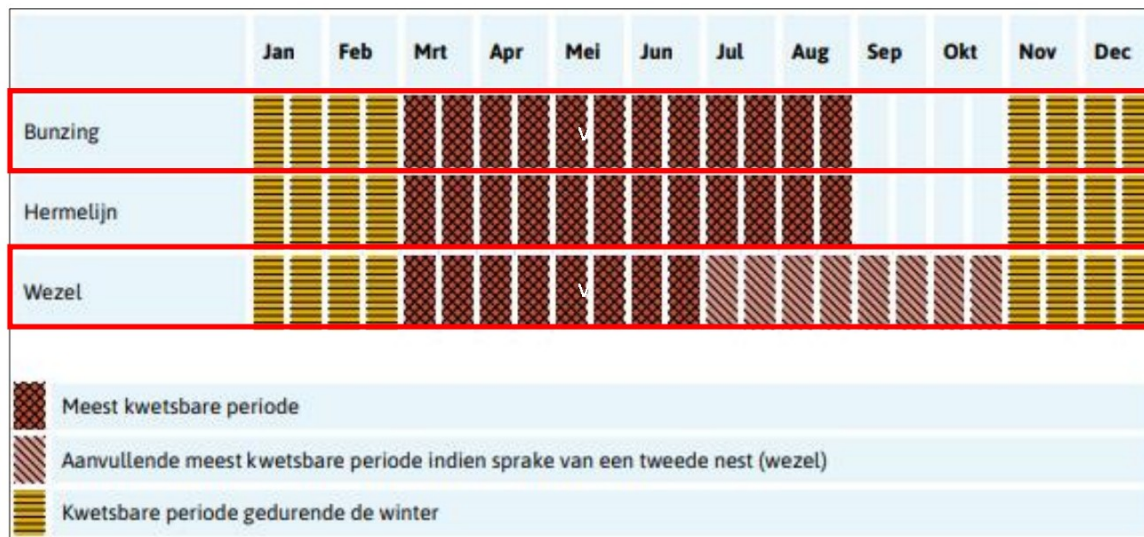 Jan Feb Mrt Apr Mei Jun Jul Aug Sep Okt Nov Dec
Bunzing
v
Hermelijn
Wezel
v
Meest kwetsbare periode
Aanvullende meest kwetsbare periode indien sprake van een tweede nest (wezel)
Kwetsbare periode gedurende de winter